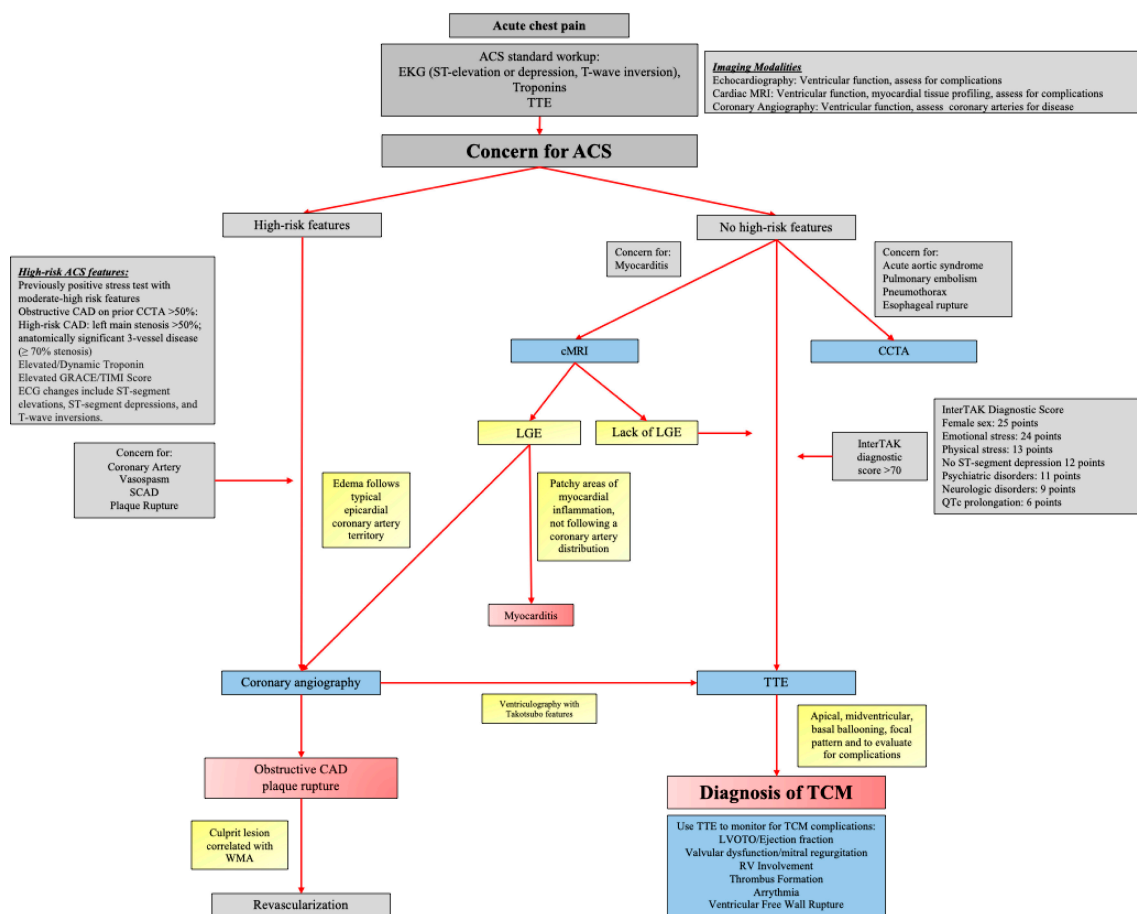 Acute chest pain
ACS standard workup:
EKG (ST-elevation or depression, T-wave inversion),
Troponins
TTE
Imaging Modalities
Echocardiography: Ventricular function, assess for complications
Cardiac MRI: Ventricular function, myocardial tissue profiling, assess for complications
Coronary Angiography: Ventricular function, assess coronary arteries for disease
Concern for ACS
High-risk features
No high-risk features
High-risk ACS features:
Previously positive stress test with
moderate-high risk features
Obstructive CAD on prior CCTA >50%:
High-risk CAD: left main stenosis >50%;
anatomically significant 3-vessel disease
(≥ 70% stenosis)
Elevated/Dynamic Troponin
Elevated GRACE/TIMI Score
ECG changes include ST-segment
elevations, ST-segment depressions, and
T-wave inversions.
Concern for:
Myocarditis
Concern for:
Acute aortic syndrome
Pulmonary embolism
Pneumothorax
Esophageal rupture
cMRI
CCTA
LGE
Lack of LGE
InterTAK
diagnostic
score >70
InterTAK Diagnostic Score
Female sex: 25 points
Emotional stress: 24 points
Physical stress: 13 points
No ST-segment depression 12 points
Psychiatric disorders: 11 points
Neurologic disorders: 9 points
QTc prolongation: 6 points
Concern for:
Coronary Artery
Vasospasm
SCAD
Plaque Rupture
Edema follows
typical
epicardial
coronary artery
territory
Patchy areas of
myocardial
inflammation,
not following a
coronary artery
distribution
Myocarditis
Coronary angiography
Ventriculography with
Takotsubo features
TTE
Apical, midventricular,
basal ballooning, focal
pattern and to evaluate
for complications
Obstructive CAD
plaque rupture
Diagnosis of TCM
Culprit lesion
correlated with
WMA
Use TTE to monitor for TCM complications:
LVOTO/Ejection fraction
Valvular dysfunction/mitral regurgitation
RV Involvement
Thrombus Formation
Arrythmia
Ventricular Free Wall Rupture
Revascularization